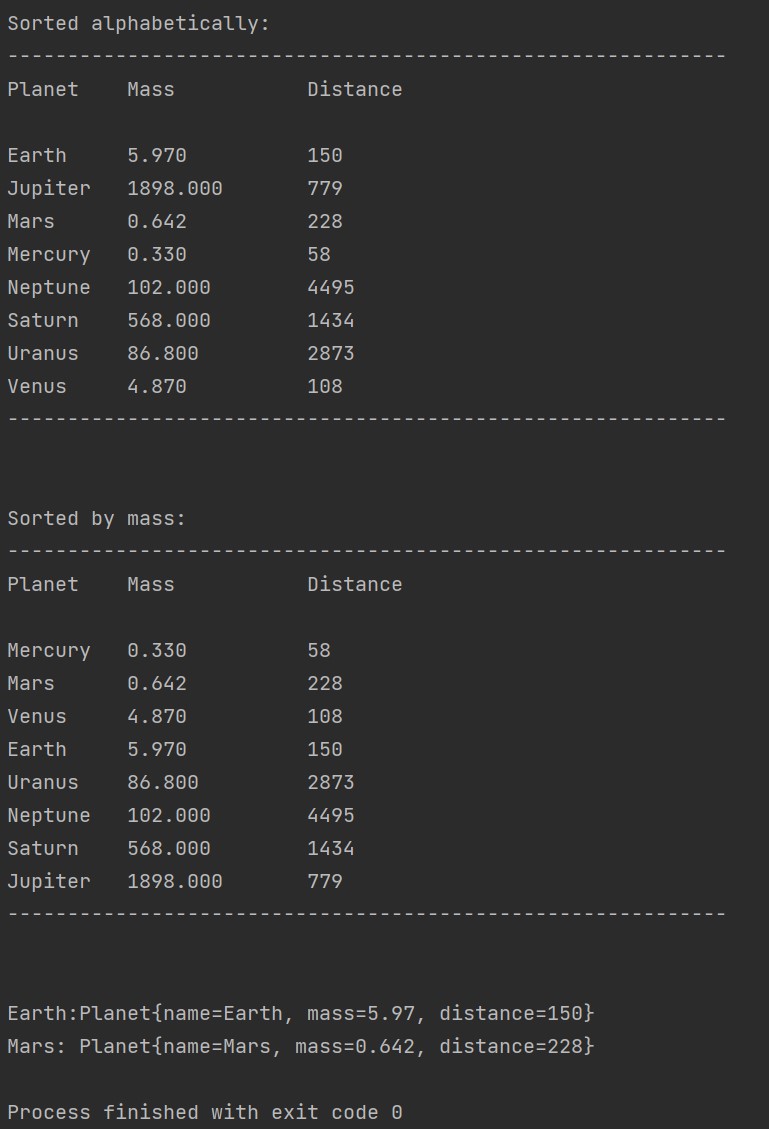 Sorted alphabetically:
------------------------------------------------------------
Planet    Mass           Distance
Earth     5.970          150
Jupiter   1898.000       779
Mars      0.642          228
Mercury   0.330          58
Neptune   102.000        4495
Saturn    568.000        1434
Uranus    86.800         2873
Venus     4.870          108
------------------------------------------------------------
Sorted by mass:
------------------------------------------------------------
Planet    Mass           Distance
Mercury   0.330          58
Mars      0.642          228
Venus     4.870          108
Earth     5.970          150
Uranus    86.800         2873
Neptune   102.000        4495
Saturn    568.000        1434
Jupiter   1898.000       779
------------------------------------------------------------
Earth:Planet{name=Earth, mass=5.97, distance=150}
Mars: Planet{name=Mars, mass=0.642, distance=228}
Process finished with exit code 0